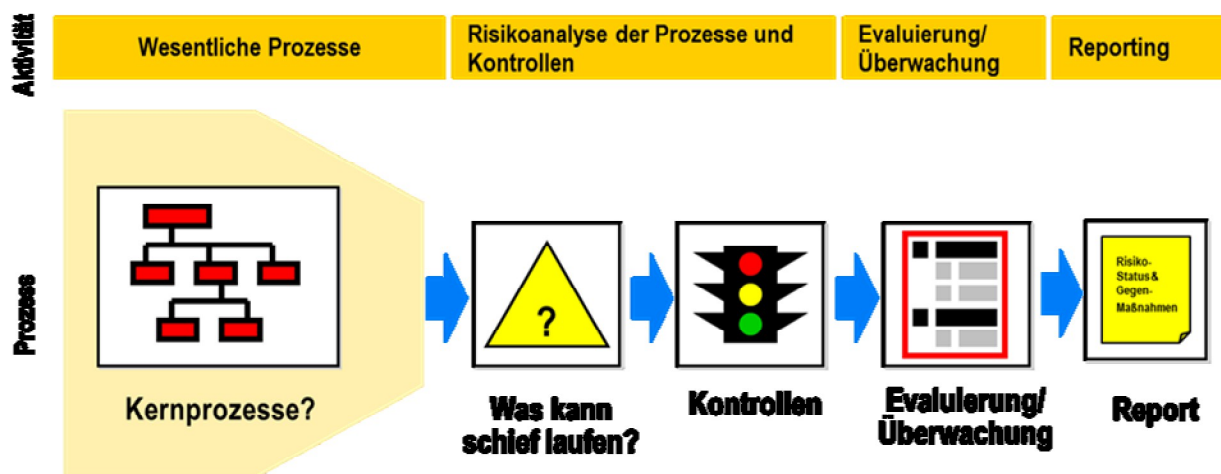 Aktivität
Wesentliche Prozesse
Risikoanalyse der Prozesse und
Kontrollen
Evaluierung/
Überwachung
Reporting
Prozess
Kernprozesse?
?
Was kann
schief laufen?
Kontrollen
Evaluierung/
Überwachung
Risiko-
Status &
Gegen-
Maßnahmen
Report